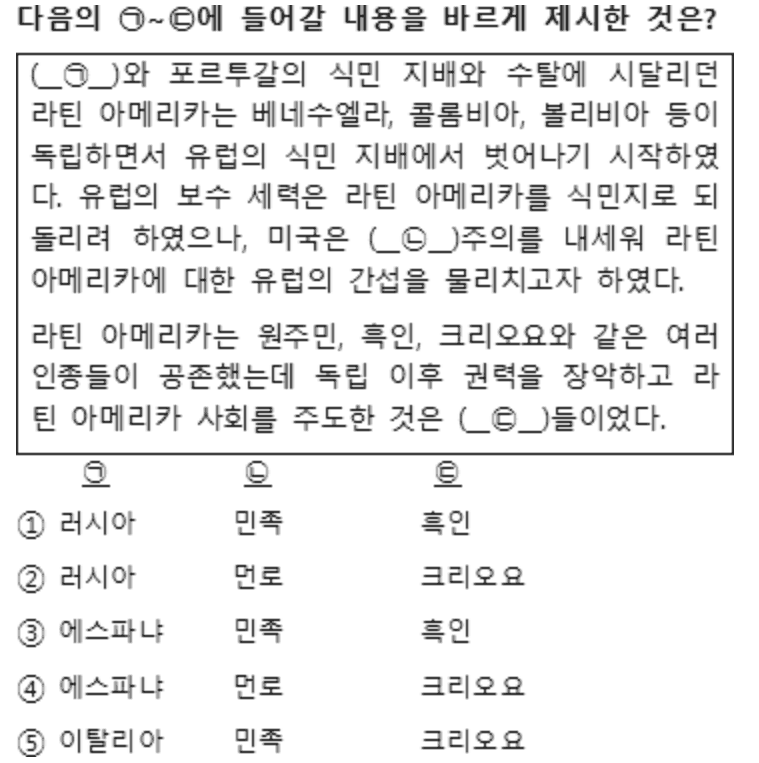 다음의 ㉠~㉢에 들어갈 내용을 바르게 제시한 것은?
(_㉠_)와 포르투갈의 식민 지배와 수탈에 시달리던
라틴 아메리카는 베네수엘라, 콜롬비아, 볼리비아 등이
독립하면서 유럽의 식민 지배에서 벗어나기 시작하였
다. 유럽의 보수 세력은 라틴 아메리카를 식민지로 되
돌리려 하였으나, 미국은 (_㉡_)주의를 내세워 라틴
아메리카에 대한 유럽의 간섭을 물리치고자 하였다.
라틴 아메리카는 원주민, 흑인, 크리오요와 같은 여러
인종들이 공존했는데 독립 이후 권력을 장악하고 라
틴 아메리카 사회를 주도한 것은 (_㉢_)들이었다.
㉠ ㉡ ㉢
① 러시아 민족 흑인
② 러시아 먼로 크리오요
③ 에스파냐 민족 흑인
④ 에스파냐 먼로 크리오요
⑤ 이탈리아 민족 크리오요